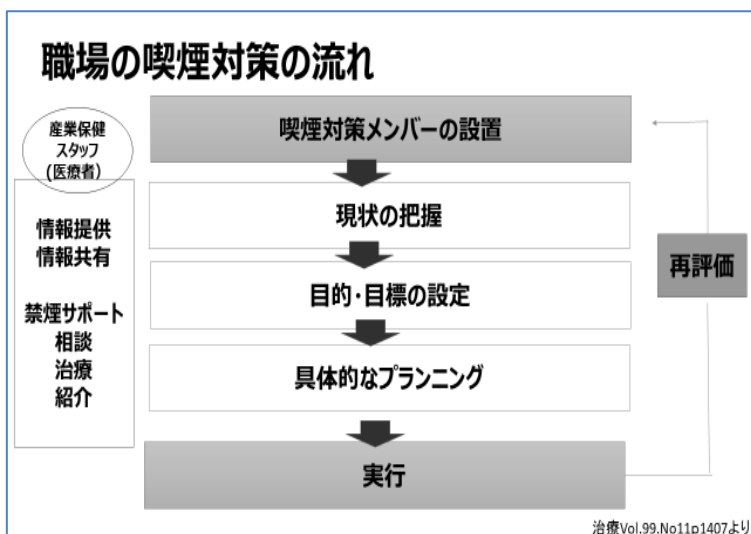 職場の喫煙対策の流れ
産業保健
スタッフ
(医療者)
情報提供
情報共有
禁煙サポート
相談
治療
紹介
喫煙対策メンバーの設置
現状の把握
目的・目標の設定
具体的なプランニング
実行
再評価
治療Vol.99.No11p1407より